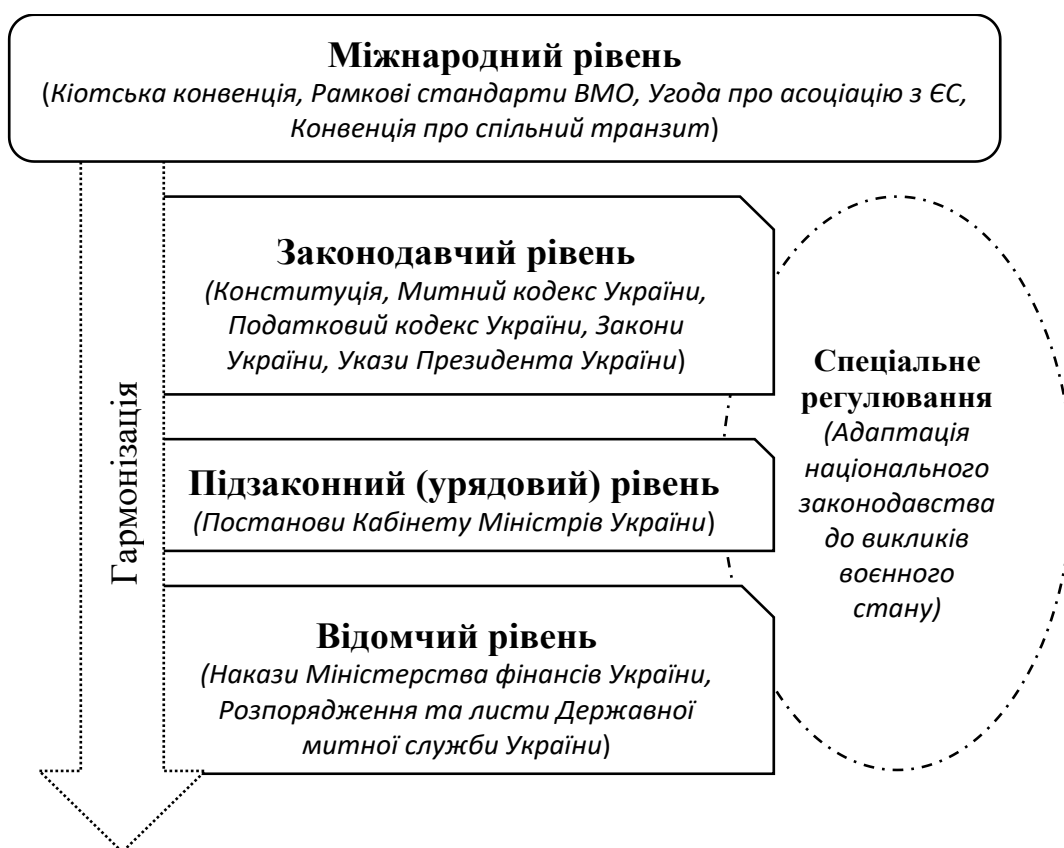 Міжнародний рівень
(Кіотська конвенція, Рамкові стандарти ВМО, Угода про асоціацію з ЄС,
Конвенція про спільний транзит)
Законодавчий рівень
(Конституція, Митний кодекс України,
Податковий кодекс України, Закони
України, Укази Президента України)
Підзаконний (урядовий) рівень
(Постанови Кабінету Міністрів України)
Відомчий рівень
(Накази Міністерства фінансів України,
Розпорядження та листи Державної
митної служби України)
Гармонізація
Спеціальне
регулювання
(Адаптація
національного
законодавства
до викликів
воєнного
стану)